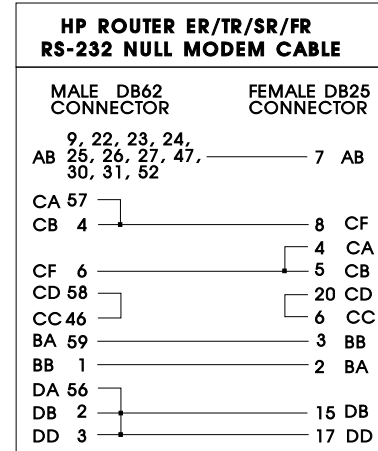 HP ROUTER ER/TR/SR/FR
RS-232 NULL MODEM CABLE
MALE DB62 FEMALE DB25
CONNECTOR CONNECTOR
9, 22, 23, 24,
AB 25, 26, 27, 47, 7 AB
30, 31, 52
CA 57
CB 4 8 CF
4 CA
CF 6 5 CB
CD 58 20 CD
CC 46 6 CC
BA 59 3 BB
BB 1 2 BA
DA 56
DB 2 15 DB
DD 3 17 DD